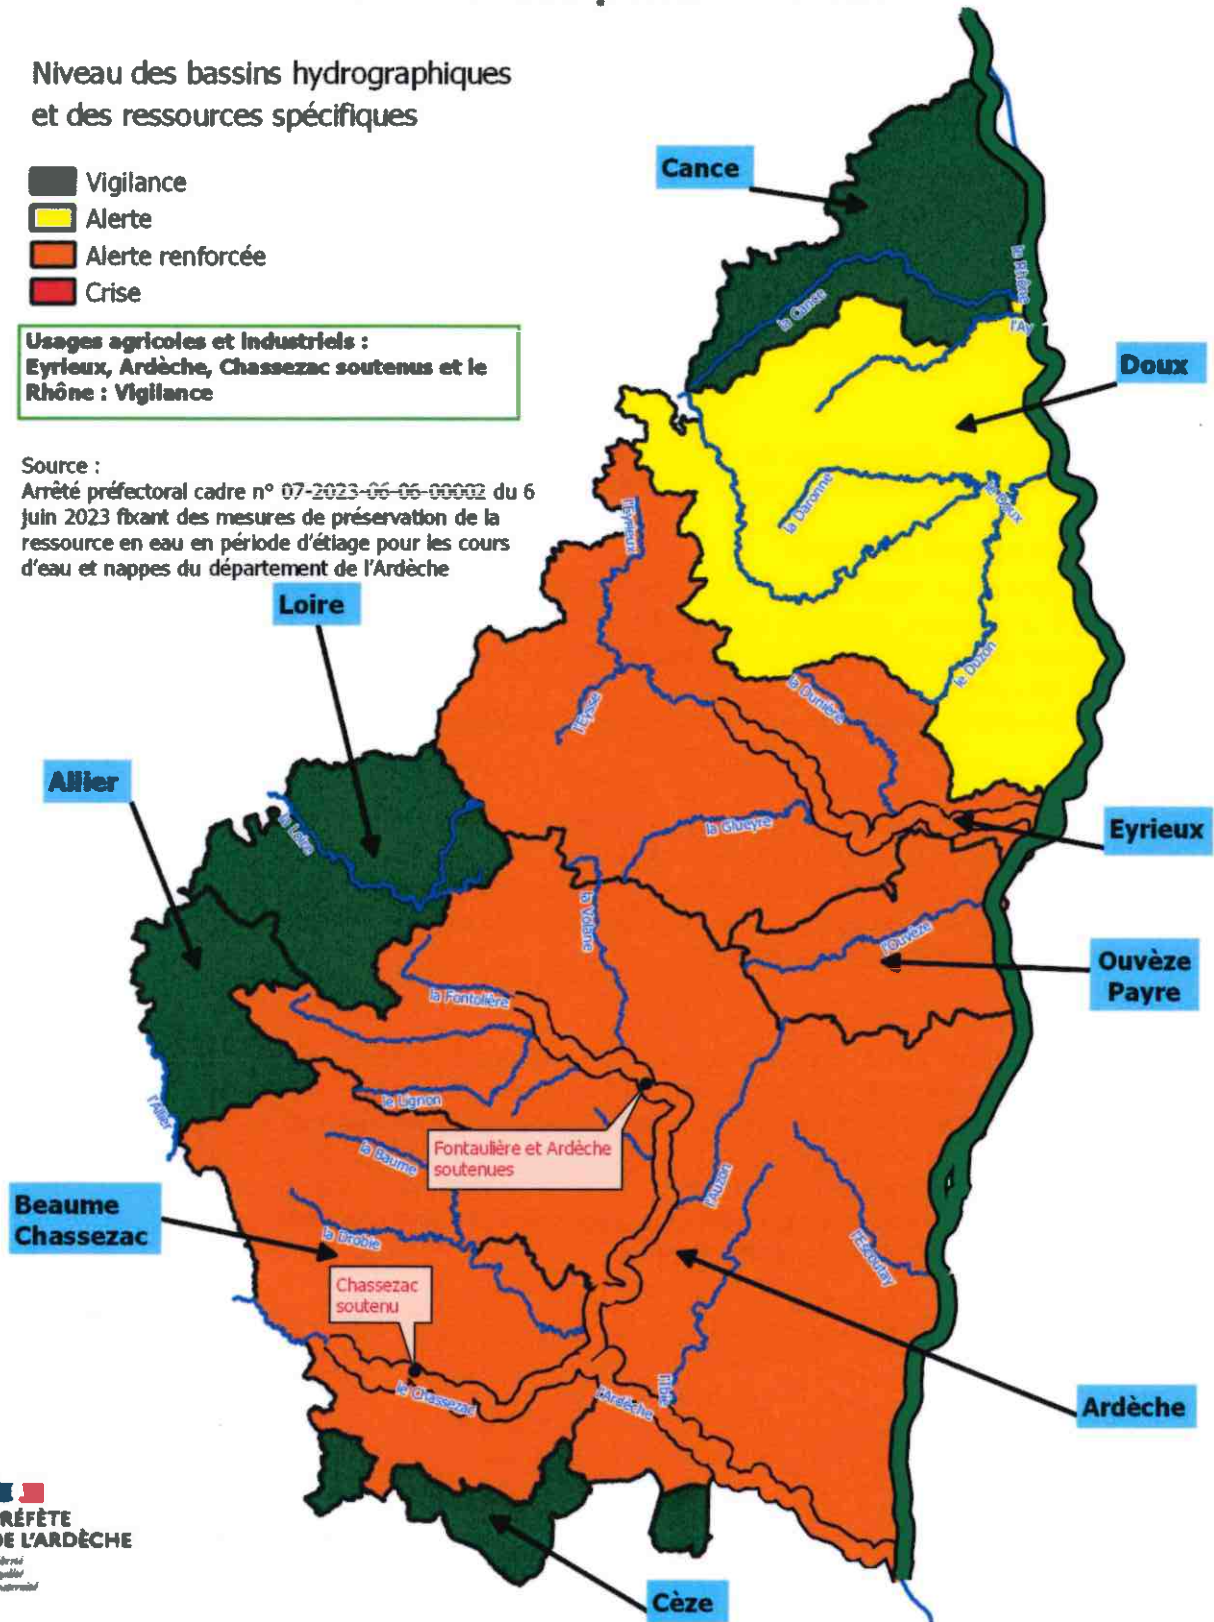 Niveau des bassins hydrographiques
et des ressources spécifiques
Vigilance
Alerte
Alerte renforcée
Crise
Usages agricoles et industriels :
Eyrieux, Ardèche, Chassezac soutenus et le
Rhône : Vigilance
Source :
Arrêté préfectoral cadre n° 07-2023-06-06-00002 du 6
juin 2023 fixant des mesures de préservation de la
ressource en eau en période d'étiage pour les cours
d'eau et nappes du département de l'Ardèche
Cance
le Rhône
la Cance
l'Ay
Doux
la Daronne
le Doux
l'Eyrieux
Loire
le Duzon
la Dunière
l'Eysse
Allier
la Loire
la Glueyre
Eyrieux
la Volane
l'Ouvèze
Ouvèze
Payre
la Fontolière
le Lignon
l'Allier
Fontaulière et Ardèche
soutenues
la Baume
l'Auzon
Beaume
Chassezac
la Drobie
l'Escoutay
Chassezac
soutenu
le Chassezac
l'Ardèche
l'Ibie
Ardèche
RÉFÈTE
DE L'ARDÈCHE
Cèze